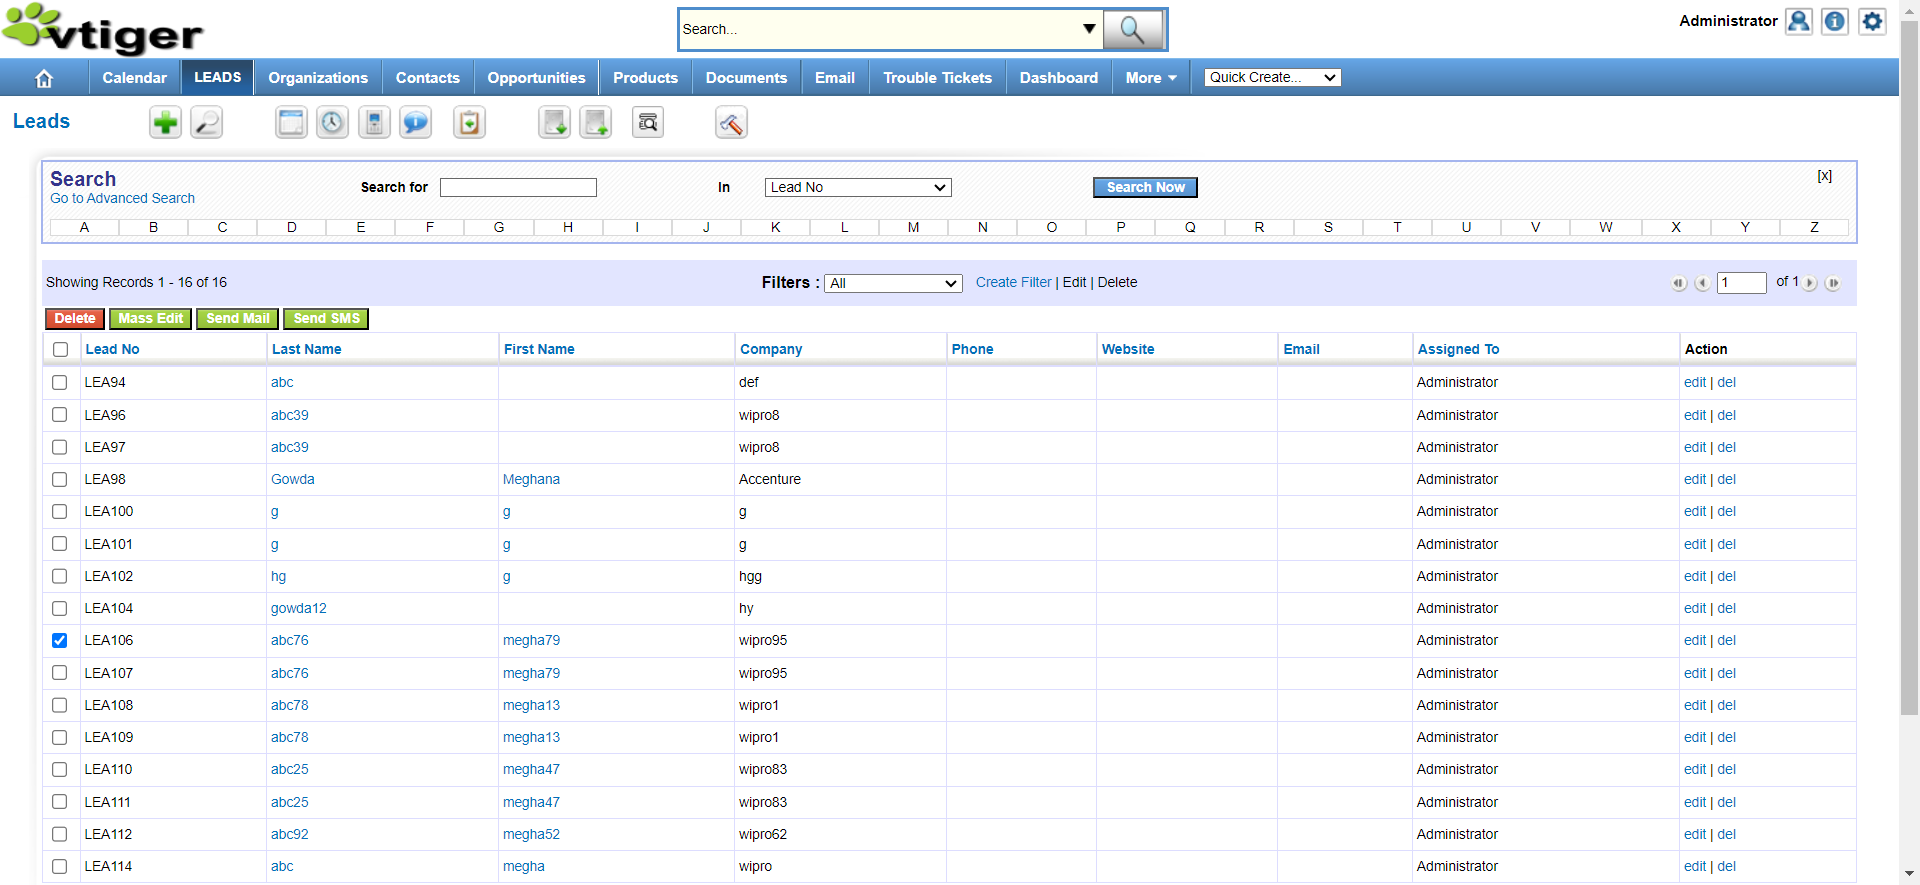 vtiger
Search...
Administrator
Calendar LEADS Organizations Contacts Opportunities Products Documents Email Trouble Tickets Dashboard More Quick Create...
Leads
Search
Go to Advanced Search
Search for In Lead No Search Now [x]
A B C D E F G H I J K L M N O P Q R S T U V W X Y Z
Showing Records 1 - 16 of 16 Filters : All Create Filter | Edit | Delete 1 of 1
Delete Mass Edit Send Mail Send SMS
Lead No Last Name First Name Company Phone Website Email Assigned To Action
LEA94 abc def Administrator edit | del
LEA96 abc39 wipro8 Administrator edit | del
LEA97 abc39 wipro8 Administrator edit | del
LEA98 Gowda Meghana Accenture Administrator edit | del
LEA100 g g g Administrator edit | del
LEA101 g g g Administrator edit | del
LEA102 hg g hgg Administrator edit | del
LEA104 gowda12 hy Administrator edit | del
LEA106 abc76 megha79 wipro95 Administrator edit | del
LEA107 abc76 megha79 wipro95 Administrator edit | del
LEA108 abc78 megha13 wipro1 Administrator edit | del
LEA109 abc78 megha13 wipro1 Administrator edit | del
LEA110 abc25 megha47 wipro83 Administrator edit | del
LEA111 abc25 megha47 wipro83 Administrator edit | del
LEA112 abc92 megha52 wipro62 Administrator edit | del
LEA114 abc megha wipro Administrator edit | del